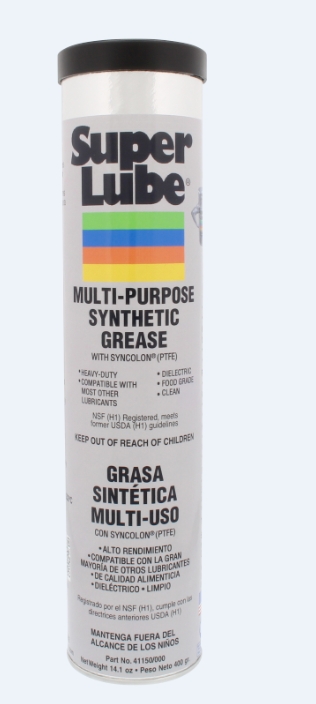 Super
Lube®
MULTI-PURPOSE
SYNTHETIC
GREASE
WITH SYNCOLON® (PTFE)
• HEAVY-DUTY
• COMPATIBLE WITH
MOST OTHER
LUBRICANTS
• DIELECTRIC
• FOOD GRADE
• CLEAN
NSF (H1) Registered, meets
former USDA (H1) guidelines
KEEP OUT OF REACH OF CHILDREN
GRASA
SINTÉTICA
MULTI-USO
CON SYNCOLON® (PTFE)
• ALTO RENDIMIENTO
• COMPATIBLE CON LA GRAN
MAYORÍA DE OTROS LUBRICANTES
• DE CALIDAD ALIMENTICIA
• DIELÉCTRICO • LIMPIO
Registrado por el NSF (H1), cumple con las
directrices anteriores USDA (H1)
MANTENGA FUERA DEL
ALCANCE DE LOS NIÑOS
Part No. 41150/000
Net Weight 14.1 oz • Peso Neto 400 gr.